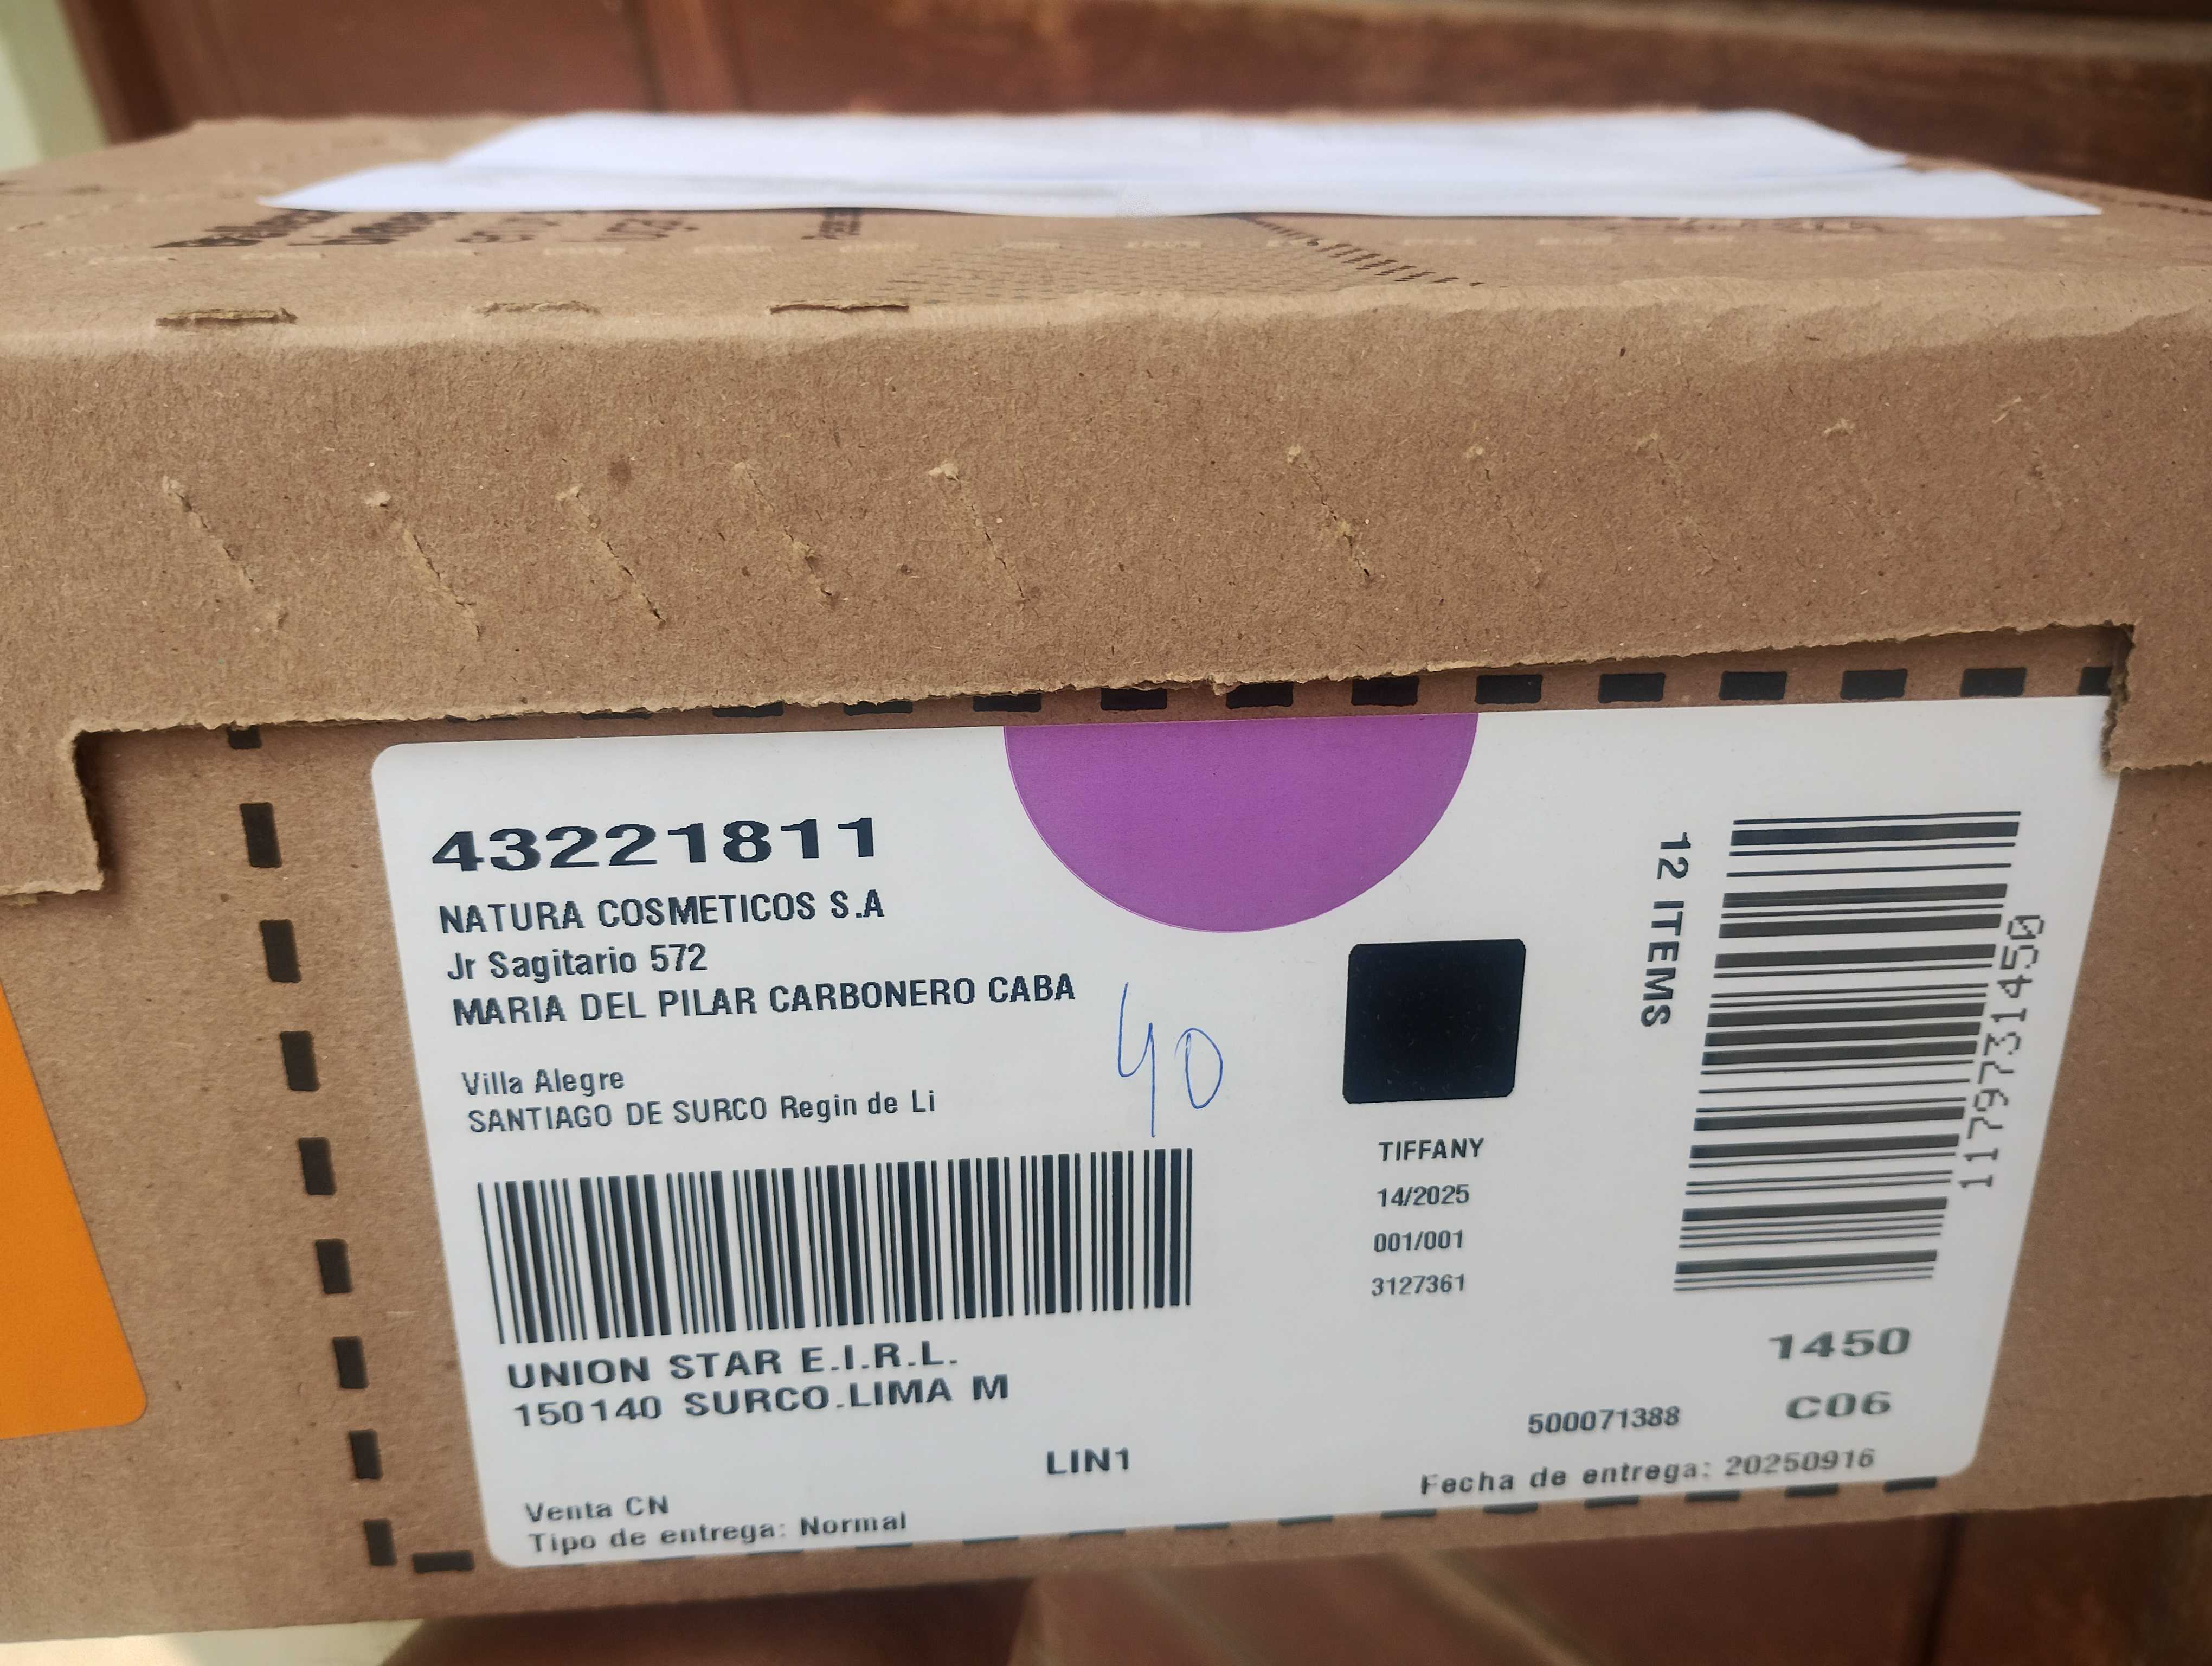 43221811
NATURA COSMETICOS S.A
Jr Sagitario 572
MARIA DEL PILAR CARBONERO CABA
40
Villa Alegre
SANTIAGO DE SURCO Regin de Li
UNION STAR E.I.R.L.
150140 SURCO.LIMA M
LIN1
Venta CN
Tipo de entrega: Normal
TIFFANY
14/2025
001/001
3127361
12 ITEMS
1179731450
1450
C06
500071388
Fecha de entrega: 20250916